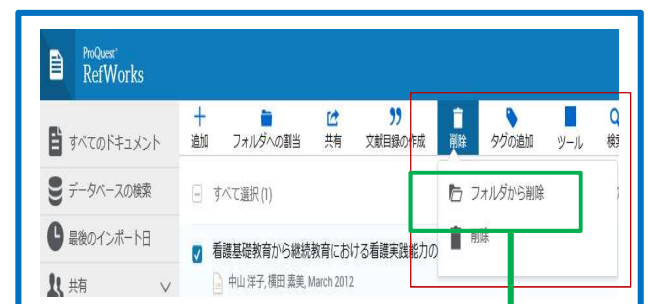 ProQuest
RefWorks
追加 フォルダへの割当 共有 文献目録の作成 削除 タグの追加 ツール
すべてのドキュメント
データベースの検索
最後のインポート日
共有
すべて選択 (1)
フォルダから削除
削除
看護基礎教育から継続教育における看護実践能力の
中山 洋子, 横田 素美, March 2012